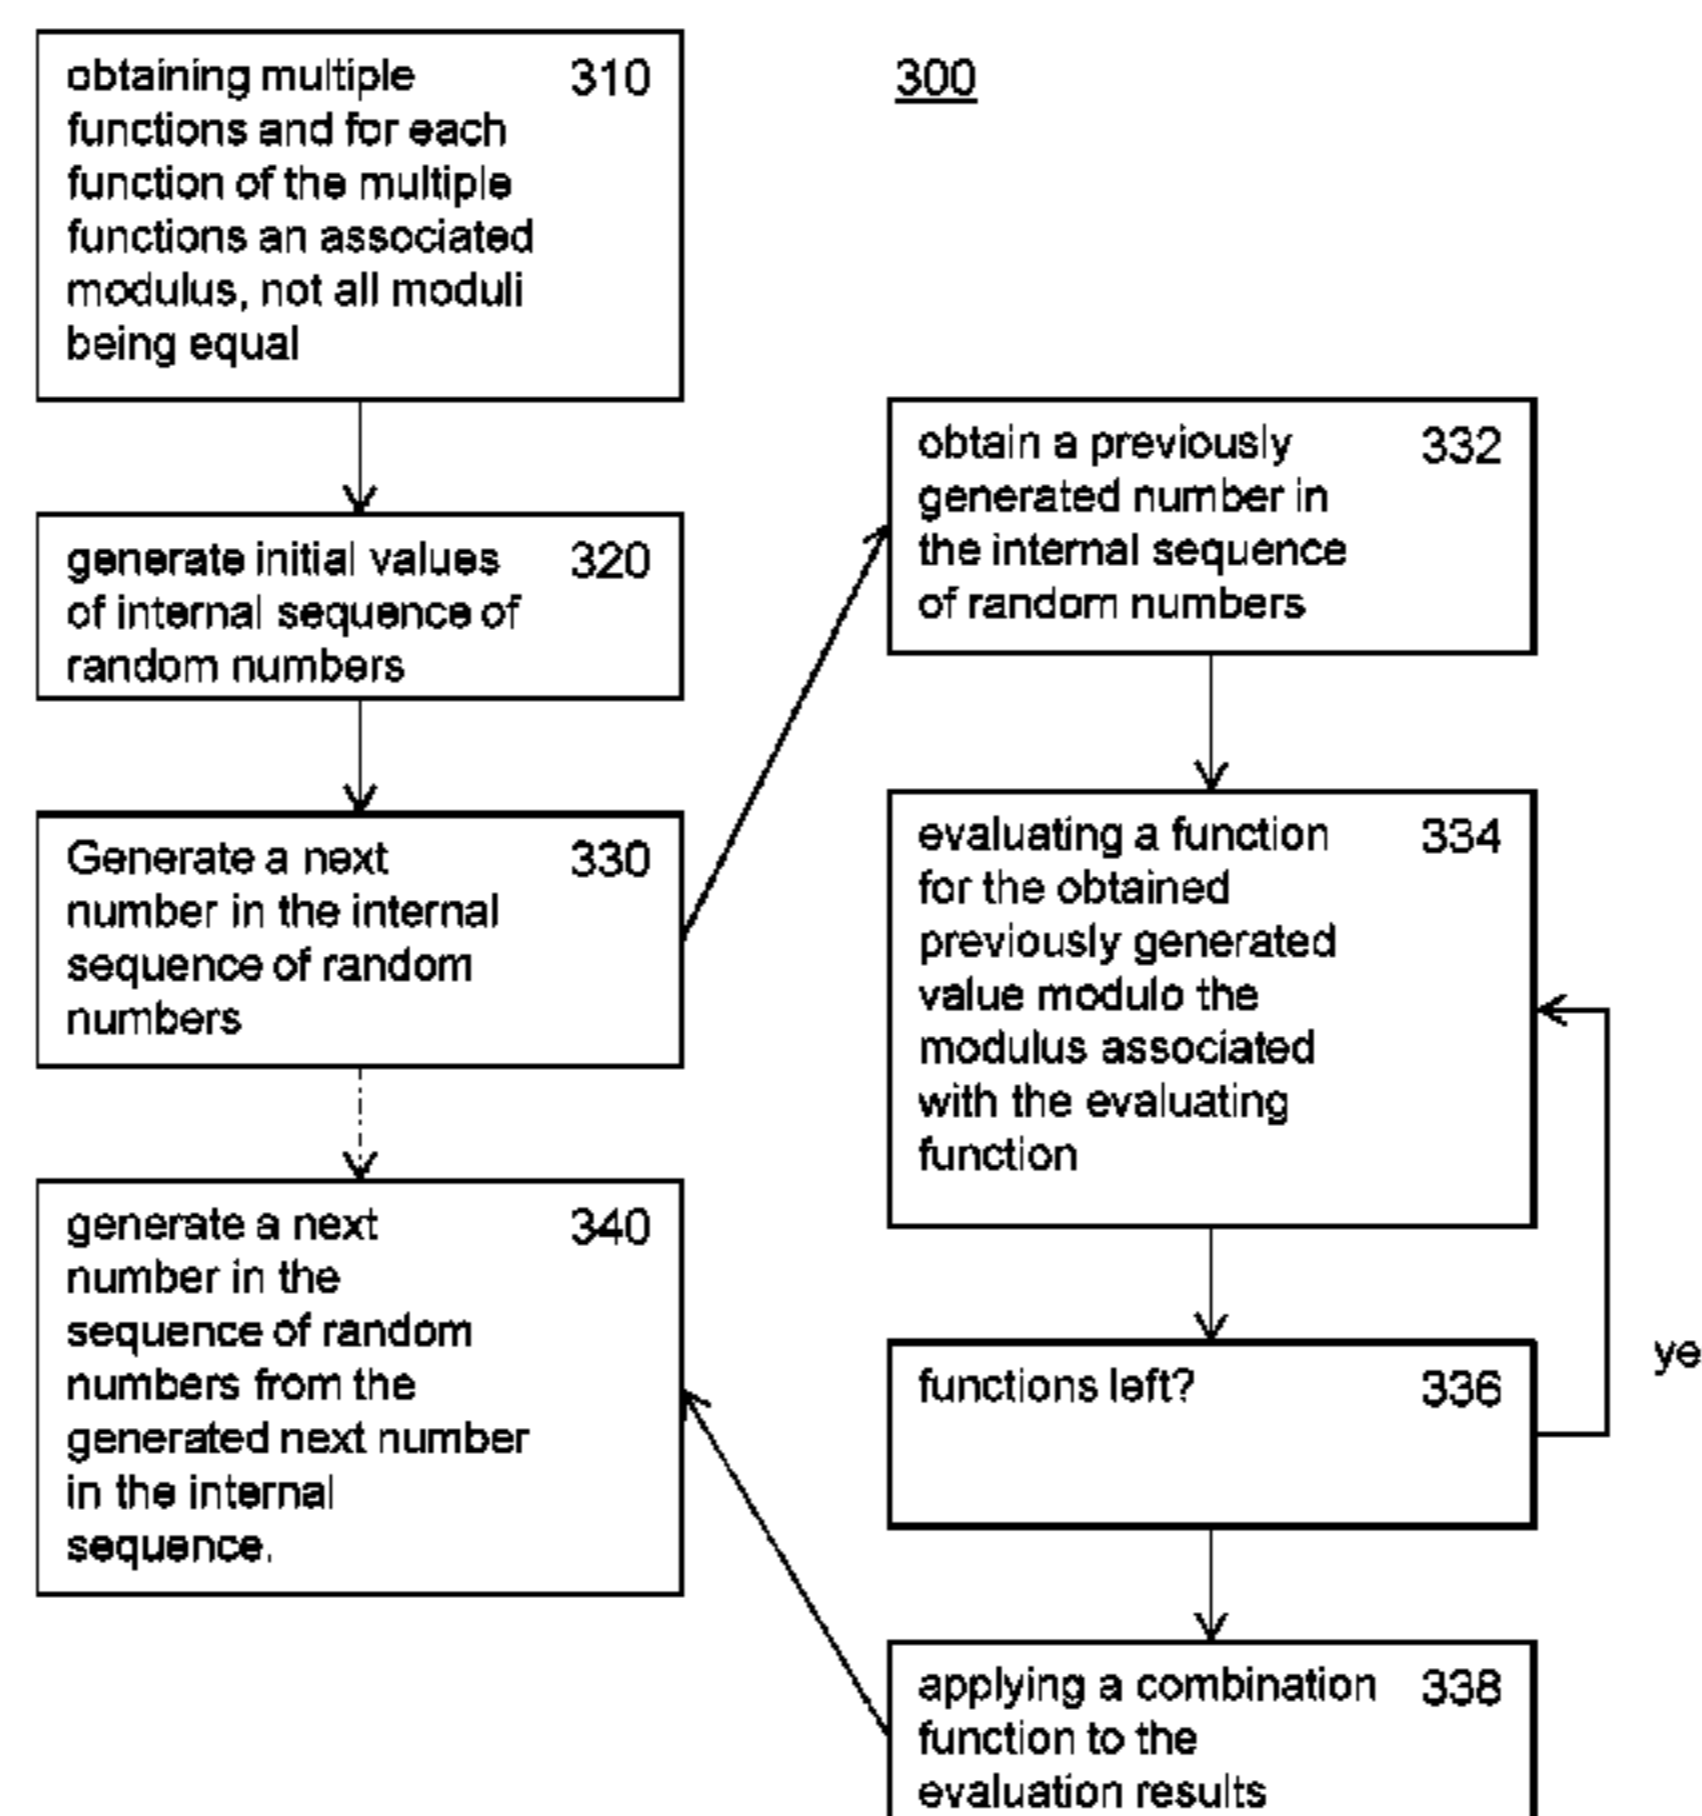 obtaining multiple 310
functions and for each
function of the multiple
functions an associated
modulus, not all moduli
being equal
300
generate initial values 320
of internal sequence of
random numbers
Generate a next 330
number in the internal
sequence of random
numbers
generate a next 340
number in the
sequence of random
numbers from the
generated next number
in the internal
sequence.
obtain a previously 332
generated number in
the internal sequence
of random numbers
evaluating a function 334
for the obtained
previously generated
value modulo the
modulus associated
with the evaluating
function
functions left? 336
ye
applying a combination 338
function to the
evaluation results